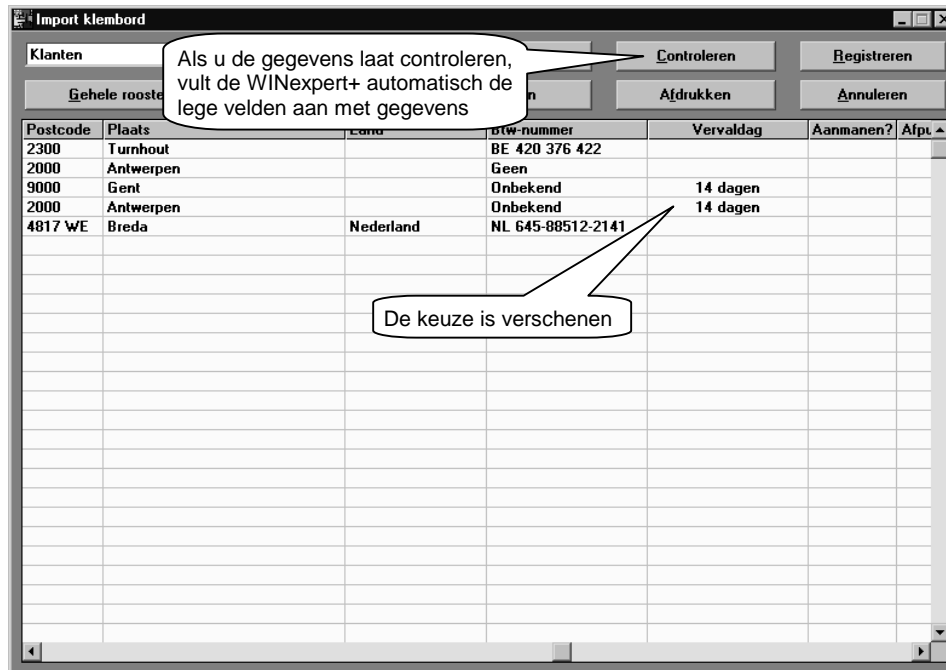 Import klembord
Klanten
Als u de gegevens laat controleren,
vult de WINexpert+ automatisch de
lege velden aan met gegevens
Controleren
Registreren
Gehele rooste
n
Afdrukken
Annuleren
Postcode Plaats Land Btw-nummer Vervaldag Aanmanen? Afpu
2300 Turnhout BE 420 376 422
2000 Antwerpen Geen
9000 Gent Onbekend 14 dagen
2000 Antwerpen Onbekend 14 dagen
4817 WE Breda Nederland NL 645-88512-2141
De keuze is verschenen